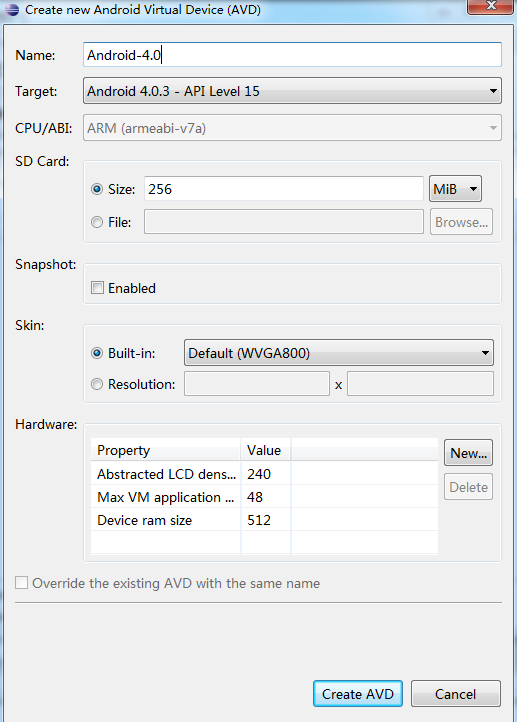 Create new Android Virtual Device (AVD)
Name: Android-4.0
Target: Android 4.0.3 - API Level 15
CPU/ABI: ARM (armeabi-v7a)
SD Card:
Size: 256 MiB
File: Browse...
Snapshot:
Enabled
Skin:
Built-in: Default (WVGA800)
Resolution: x
Hardware:
Property Value New...
Abstracted LCD dens... 240
Delete
Max VM application ... 48
Device ram size 512
Override the existing AVD with the same name
Create AVD Cancel